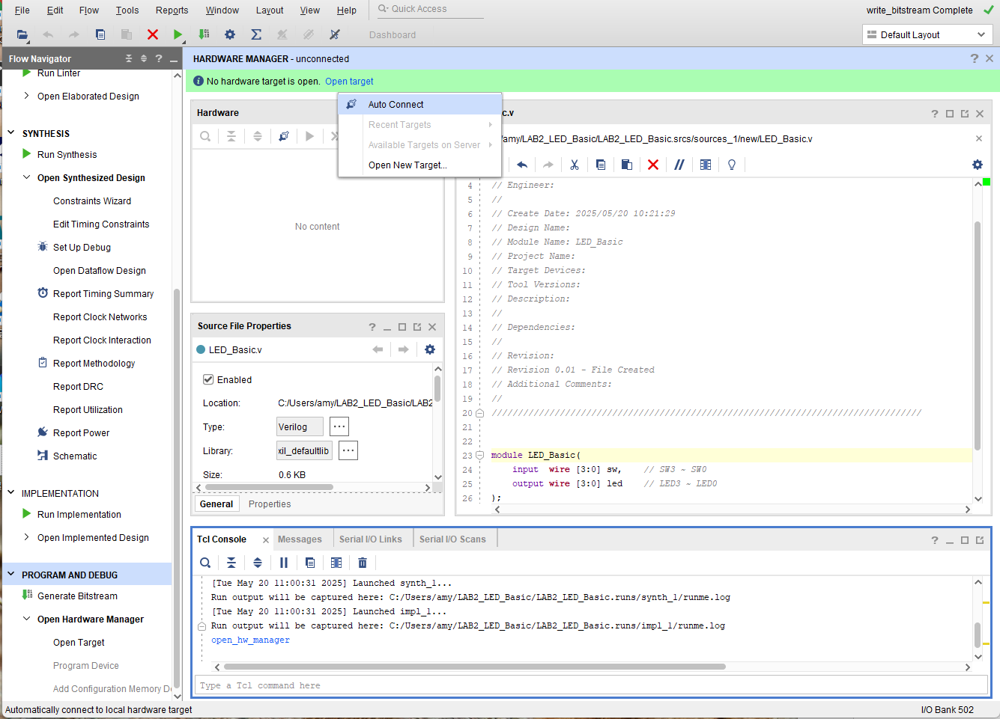 File Edit Flow Tools Reports Window Layout View Help Quick Access
write_bitstream Complete
Dashboard
Default Layout
Flow Navigator
HARDWARE MANAGER - unconnected
Run Linter
Open Elaborated Design
SYNTHESIS
Run Synthesis
Open Synthesized Design
Constraints Wizard
Edit Timing Constraints
Set Up Debug
Open Dataflow Design
Report Timing Summary
Report Clock Networks
Report Clock Interaction
Report Methodology
Report DRC
Report Utilization
Report Power
Schematic
IMPLEMENTATION
Run Implementation
Open Implemented Design
PROGRAM AND DEBUG
Generate Bitstream
Open Hardware Manager
Open Target
Program Device
Add Configuration Memory De
No hardware target is open. Open target
Auto Connect
Recent Targets
Available Targets on Server
Open New Target...
Hardware
No content
Source File Properties
LED_Basic.v
Enabled
Location: C:/Users/amy/LAB2_LED_Basic/LAB2
Type: Verilog
Library: xil_defaultlib
Size: 0.6 KB
General Properties
c.v
/amy/LAB2_LED_Basic/LAB2_LED_Basic.srcs/sources_1/new/LED_Basic.v
4 // Engineer:
5 //
6 // Create Date: 2025/05/20 10:21:29
7 // Design Name:
8 // Module Name: LED_Basic
9 // Project Name:
10 // Target Devices:
11 // Tool Versions:
12 // Description:
13 //
14 // Dependencies:
15 //
16 // Revision:
17 // Revision 0.01 - File Created
18 // Additional Comments:
19 //
20 //////////////////////////////////////////////////////////////////////////////////
21
22
23 module LED_Basic(
24 input wire [3:0] sw, // SW3 ~ SW0
25 output wire [3:0] led // LED3 ~ LED0
26 );
Tcl Console Messages Serial I/O Links Serial I/O Scans
[Tue May 20 11:00:31 2025] Launched synth_1...
Run output will be captured here: C:/Users/amy/LAB2_LED_Basic/LAB2_LED_Basic.runs/synth_1/runme.log
[Tue May 20 11:00:31 2025] Launched impl_1...
Run output will be captured here: C:/Users/amy/LAB2_LED_Basic/LAB2_LED_Basic.runs/impl_1/runme.log
open_hw_manager
Type a Tcl command here
Automatically connect to local hardware target
I/O Bank 502